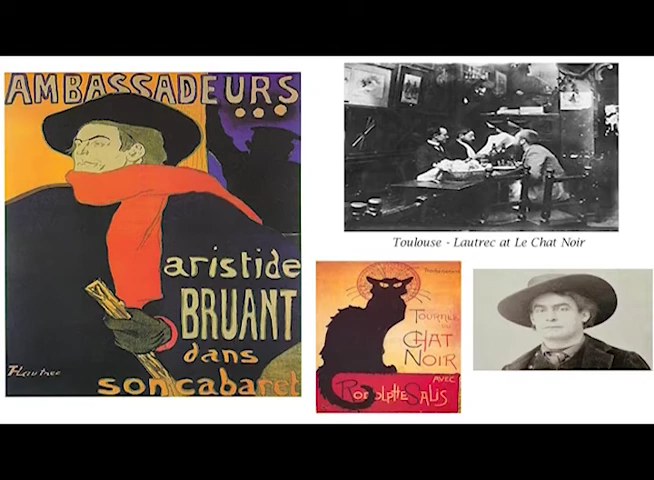 AMBASSADEURS
aristide
BRUANT
dans
son cabaret
HLautrec
Toulouse - Lautrec at Le Chat Noir
TOURNÉE
DU
CHAT
NOIR
AVEC
RODOLPHE SALIS